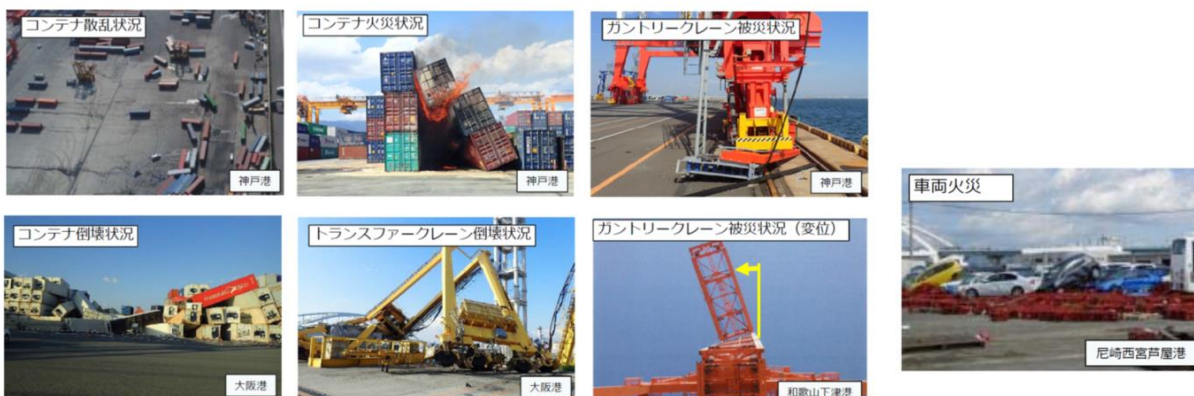 コンテナ散乱状況
神戸港
コンテナ火災状況
神戸港
ガントリークレーン被災状況
神戸港
コンテナ倒壊状況
大阪港
トランスファークレーン倒壊状況
大阪港
ガントリークレーン被災状況（変位）
和歌山下津港
車両火災
尼崎西宮芦屋港